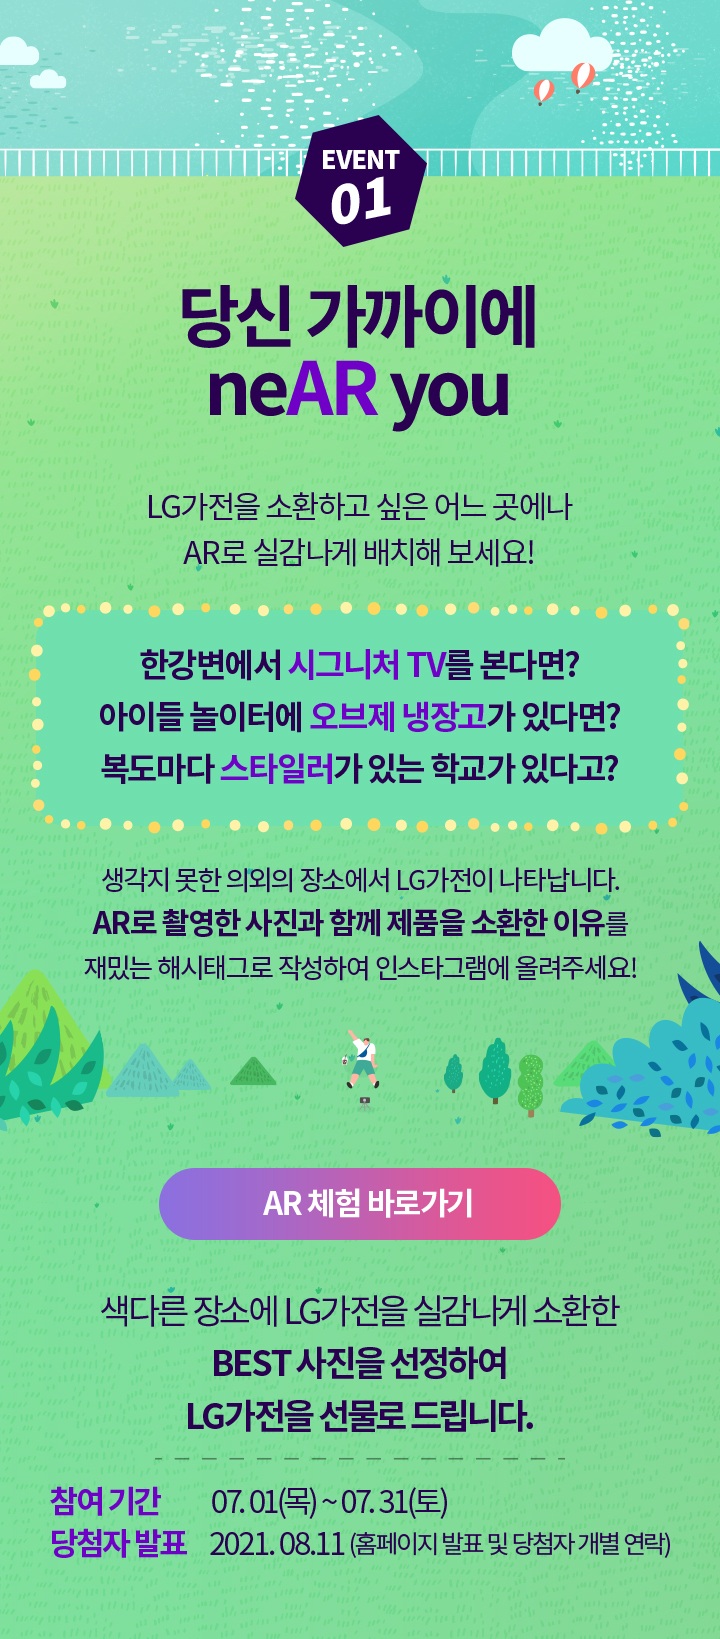 EVENT
01
당신 가까이에
neAR you
LG가전을 소환하고 싶은 어느 곳에나
AR로 실감나게 배치해 보세요!
한강변에서 시그니처 TV를 본다면?
아이들 놀이터에 오브제 냉장고가 있다면?
복도마다 스타일러가 있는 학교가 있다고?
생각지 못한 의외의 장소에서 LG가전이 나타납니다.
AR로 촬영한 사진과 함께 제품을 소환한 이유를
재밌는 해시태그로 작성하여 인스타그램에 올려주세요!
AR 체험 바로가기
색다른 장소에 LG가전을 실감나게 소환한
BEST 사진을 선정하여
LG가전을 선물로 드립니다.
참여 기간 07. 01(목) ~ 07. 31(토)
당첨자 발표 2021. 08.11 (홈페이지 발표 및 당첨자 개별 연락)